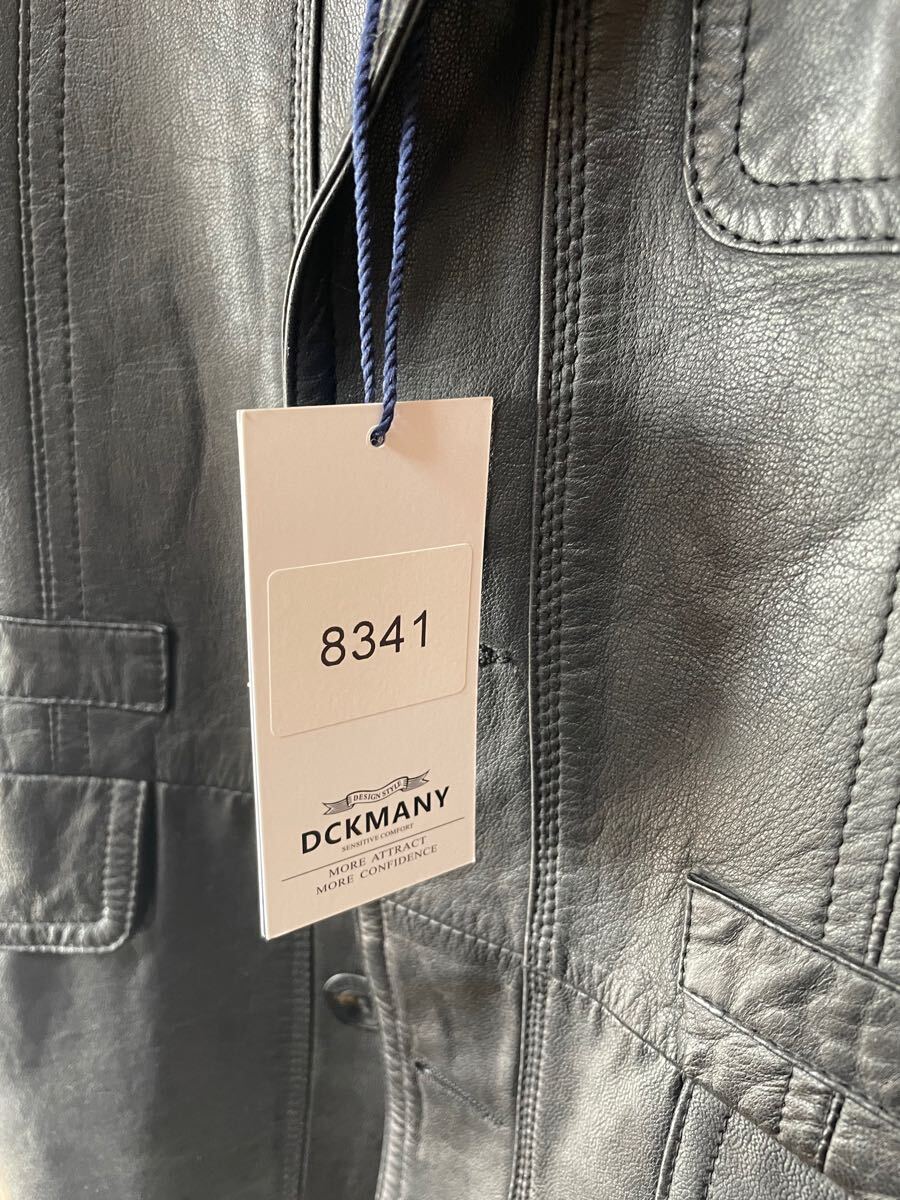 8341
DESIGN STYLE
DCKMANY
SENSITIVE COMFORT
MORE ATTRACT
MORE CONFIDENCE